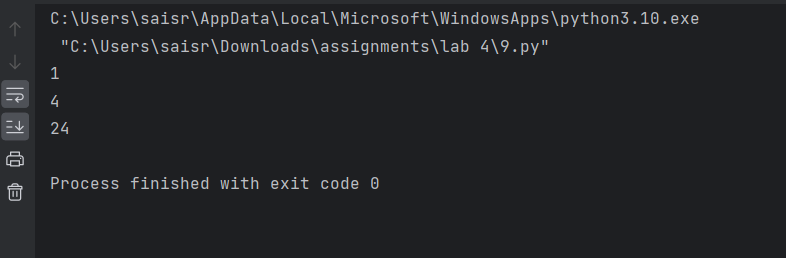 C:\Users\saisr\AppData\Local\Microsoft\WindowsApps\python3.10.exe
"C:\Users\saisr\Downloads\assignments\lab 4\9.py"
1
4
24
Process finished with exit code 0